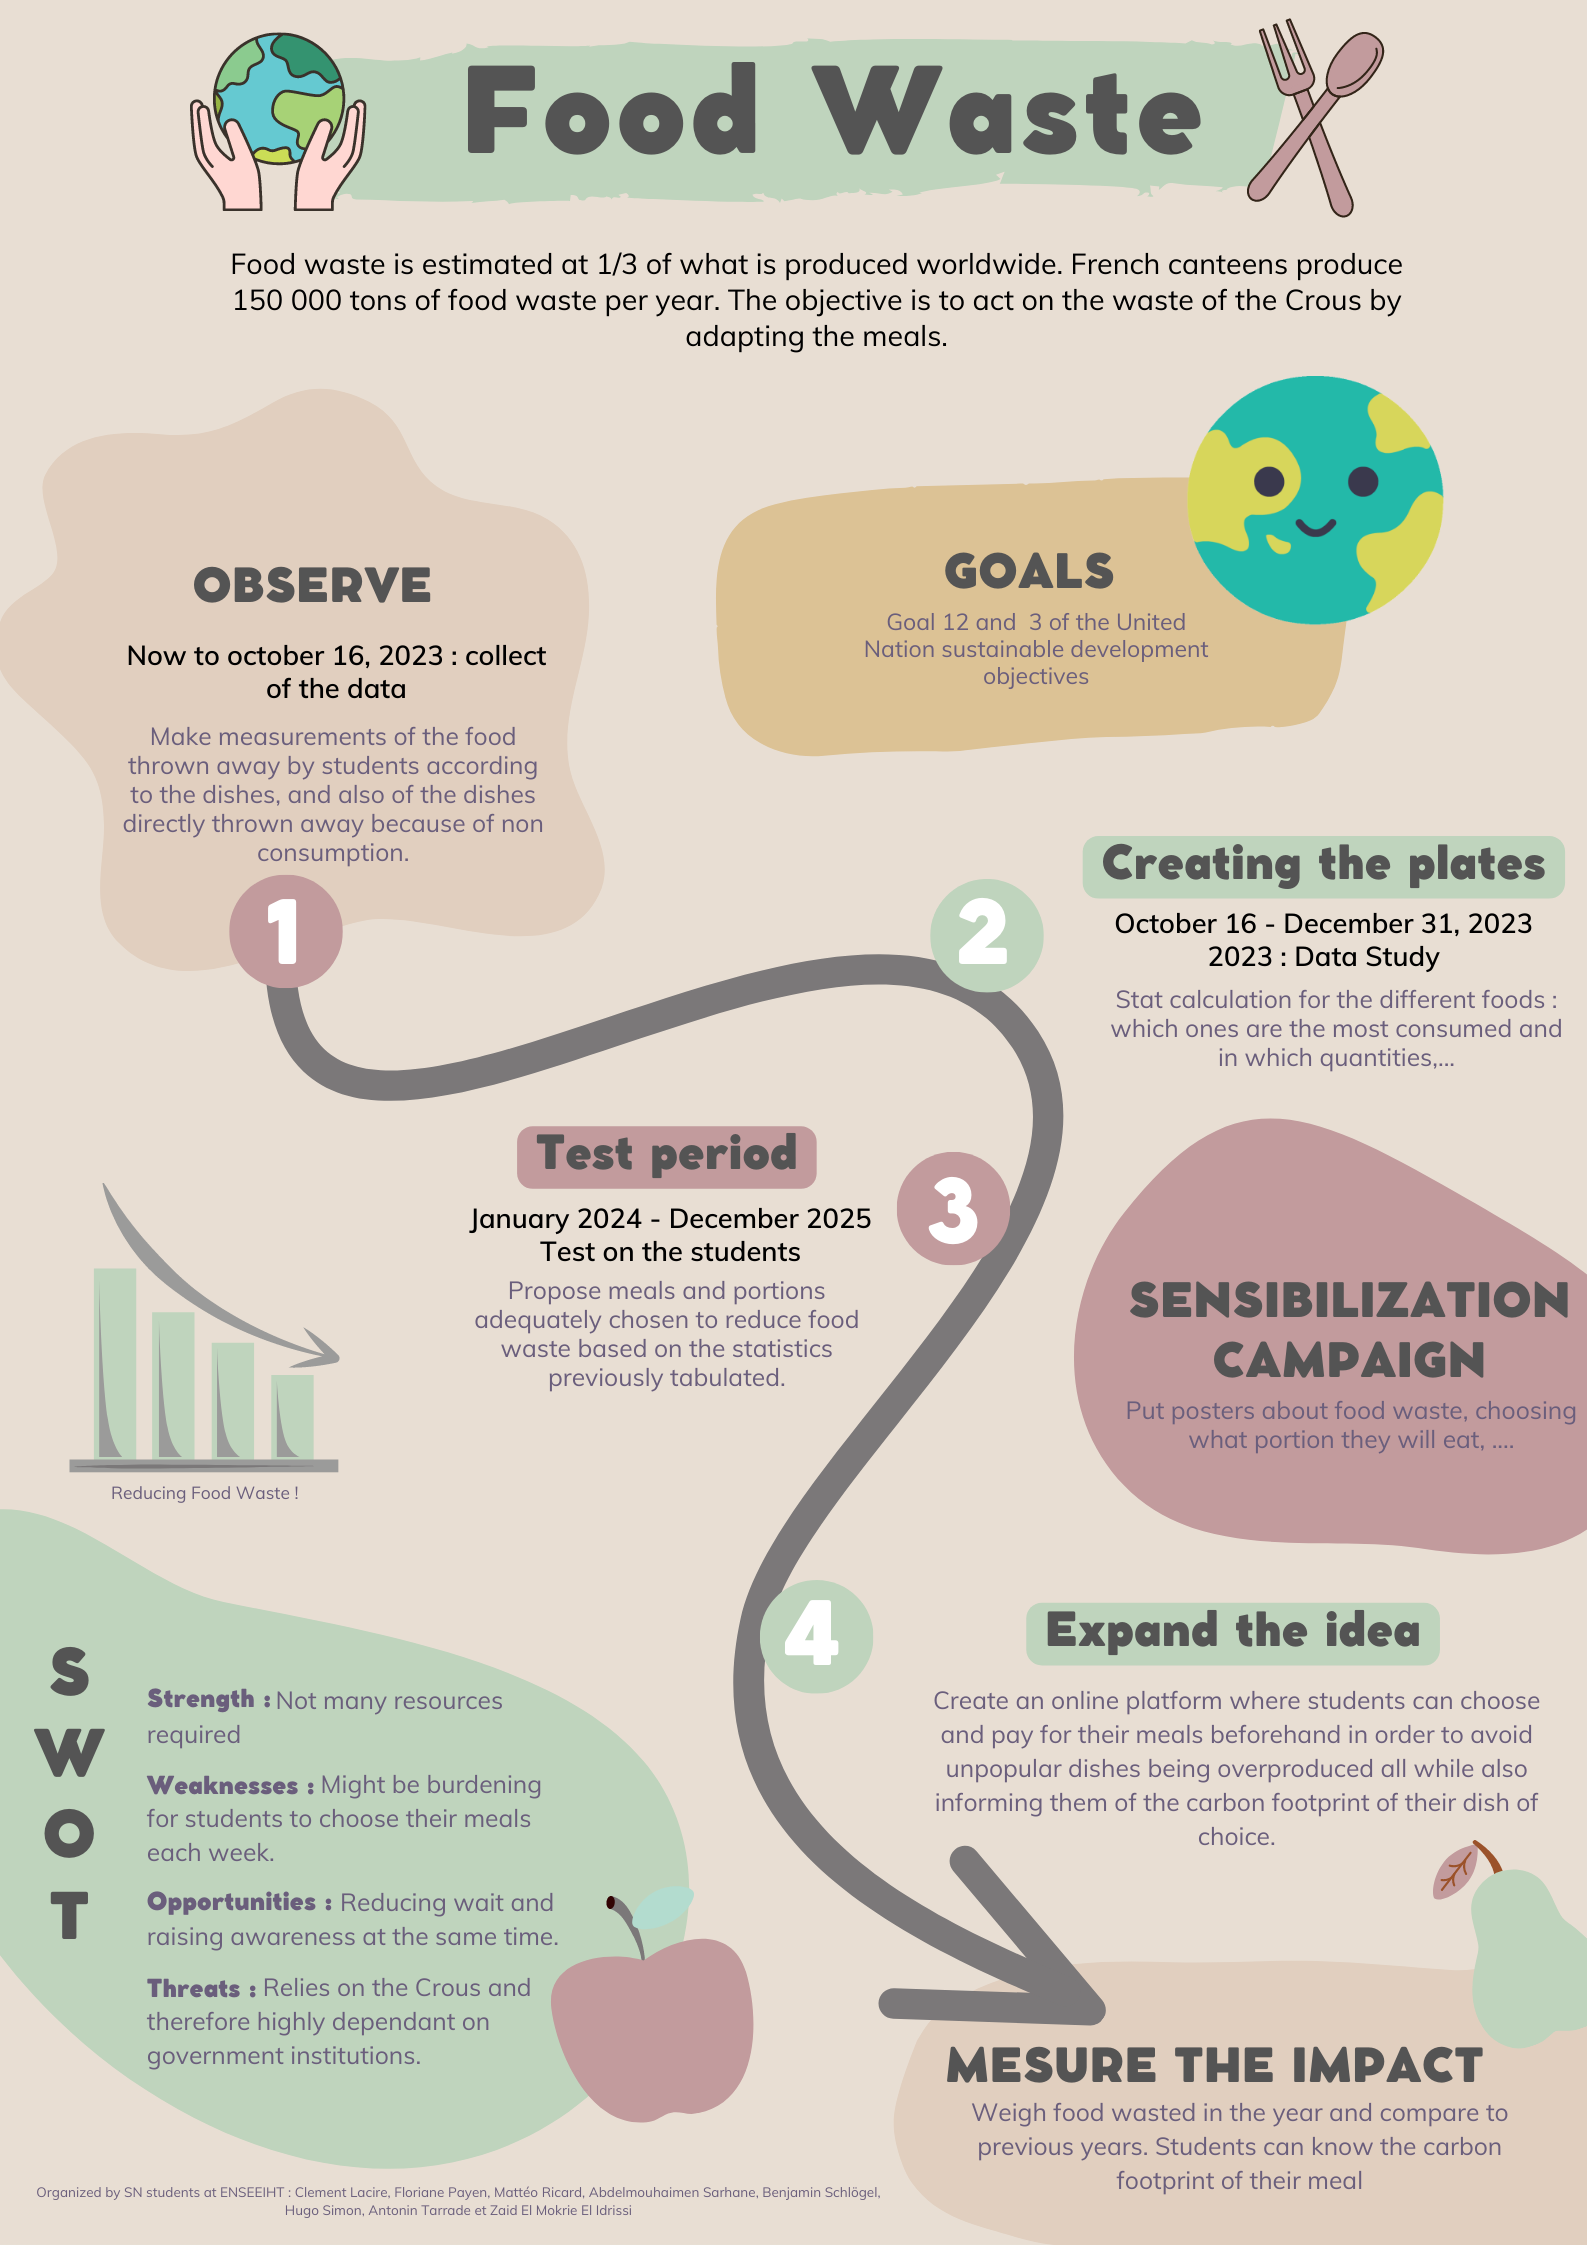 Food Waste
Food waste is estimated at 1/3 of what is produced worldwide. French canteens produce
150 000 tons of food waste per year. The objective is to act on the waste of the Crous by
adapting the meals.
OBSERVE
Now to october 16, 2023 : collect
of the data
Make measurements of the food
thrown away by students according
to the dishes, and also of the dishes
directly thrown away because of non
consumption.
1
GOALS
Goal 12 and 3 of the United
Nation sustainable development
objectives
2
Creating the plates
October 16 - December 31, 2023
2023 : Data Study
Stat calculation for the different foods :
which ones are the most consumed and
in which quantities,...
Test period
January 2024 - December 2025
Test on the students
Propose meals and portions
adequately chosen to reduce food
waste based on the statistics
previously tabulated.
3
SENSIBILIZATION
CAMPAIGN
Put posters about food waste, choosing
what portion they will eat, ....
Reducing Food Waste !
4
Expand the idea
Create an online platform where students can choose
and pay for their meals beforehand in order to avoid
unpopular dishes being overproduced all while also
informing them of the carbon footprint of their dish of
choice.
S
W
O
T
Strength : Not many resources
required
Weaknesses : Might be burdening
for students to choose their meals
each week.
Opportunities : Reducing wait and
raising awareness at the same time.
Threats : Relies on the Crous and
therefore highly dependant on
government institutions.
MESURE THE IMPACT
Weigh food wasted in the year and compare to
previous years. Students can know the carbon
footprint of their meal
Organized by SN students at ENSEEIHT : Clement Lacire, Floriane Payen, Mattéo Ricard, Abdelmouhaimen Sarhane, Benjamin Schlögel,
Hugo Simon, Antonin Tarrade et Zaid El Mokrie El Idrissi